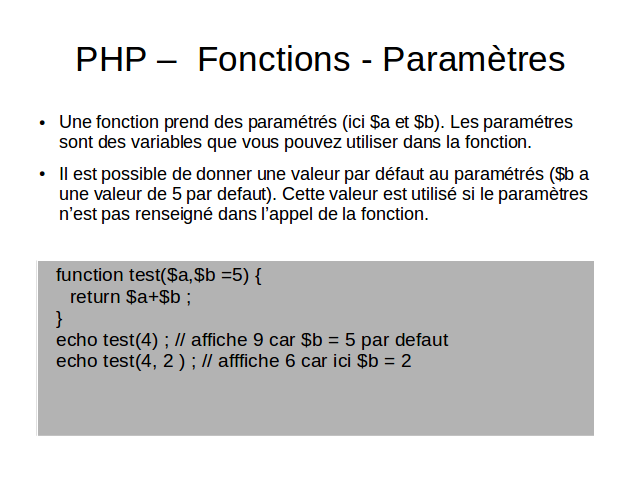 PHP – Fonctions - Paramètres
• Une fonction prend des paramétrés (ici $a et $b). Les paramétres
sont des variables que vous pouvez utiliser dans la fonction.
• Il est possible de donner une valeur par défaut au paramétrés ($b a
une valeur de 5 par defaut). Cette valeur est utilisé si le paramètres
n’est pas renseigné dans l’appel de la fonction.
function test($a,$b =5) {
return $a+$b ;
}
echo test(4) ; // affiche 9 car $b = 5 par defaut
echo test(4, 2 ) ; // afffiche 6 car ici $b = 2